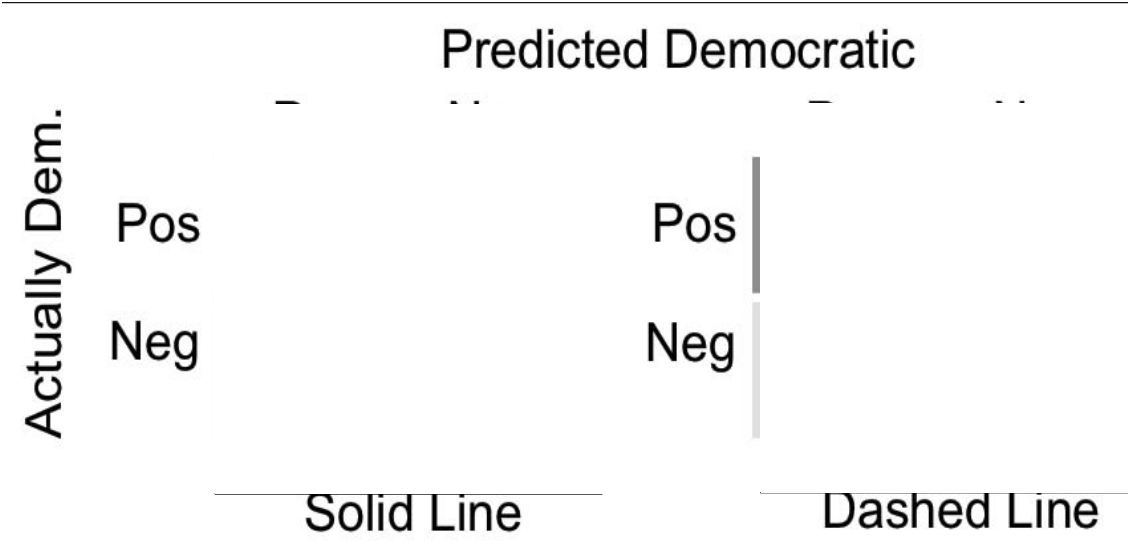 Predicted Democratic
Actually Dem.
Pos
Pos
Neg
Neg
Solid Line
Dashed Line